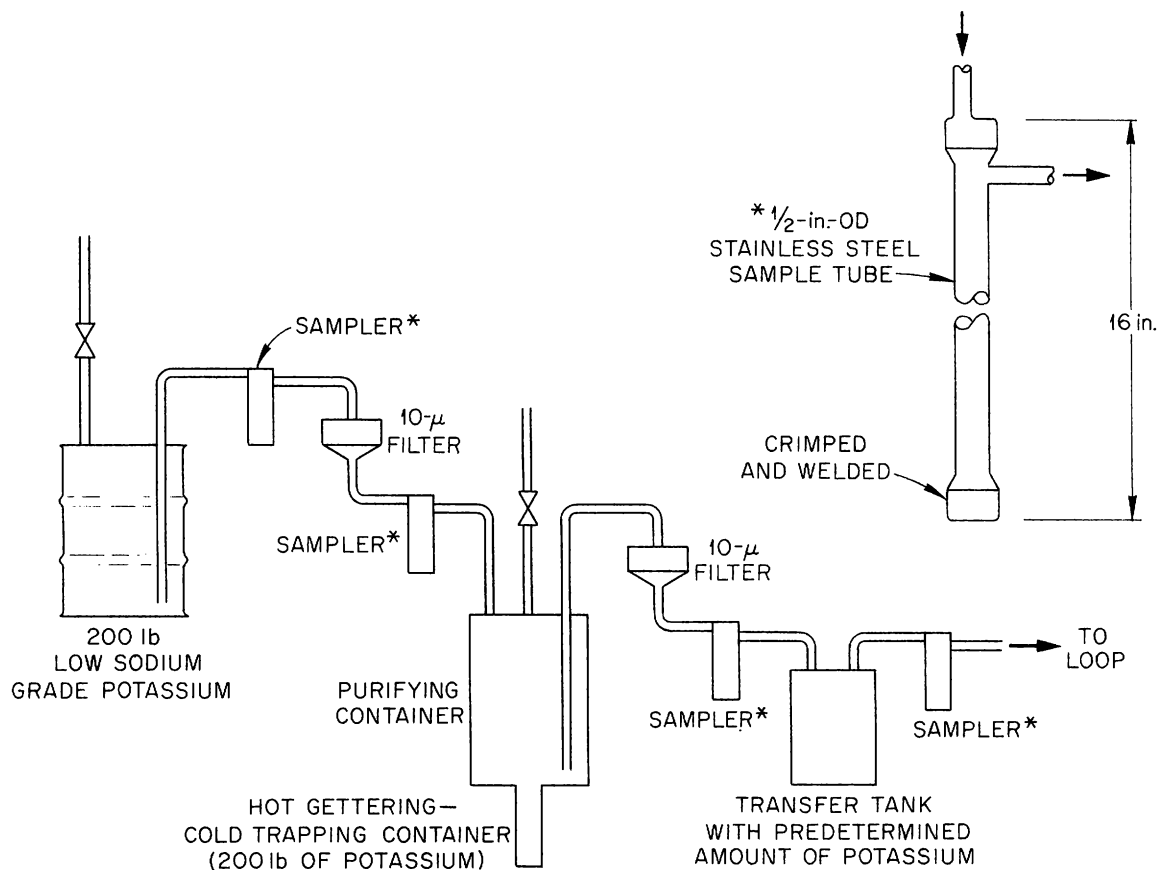 * 1/2-in.-OD
STAINLESS STEEL
SAMPLE TUBE
16 in.
CRIMPED
AND WELDED
SAMPLER*
10-μ
FILTER
SAMPLER*
200 lb
LOW SODIUM
GRADE POTASSIUM
PURIFYING
CONTAINER
HOT GETTERING—
COLD TRAPPING CONTAINER
(200 lb OF POTASSIUM)
10-μ
FILTER
SAMPLER*
TRANSFER TANK
WITH PREDETERMINED
AMOUNT OF POTASSIUM
SAMPLER*
TO
LOOP